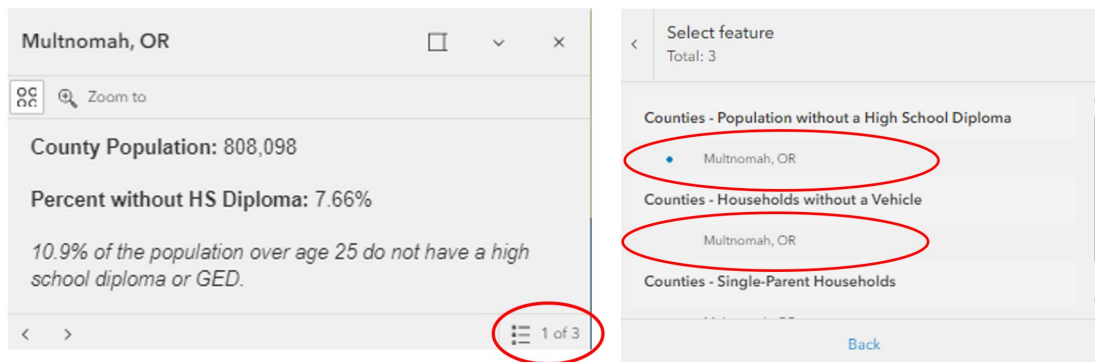 Multnomah, OR
Zoom to
County Population: 808,098
Percent without HS Diploma: 7.66%
10.9% of the population over age 25 do not have a high
school diploma or GED.
1 of 3
Select feature
Total: 3
Counties - Population without a High School Diploma
Multnomah, OR
Counties - Households without a Vehicle
Multnomah, OR
Counties - Single-Parent Households
Back